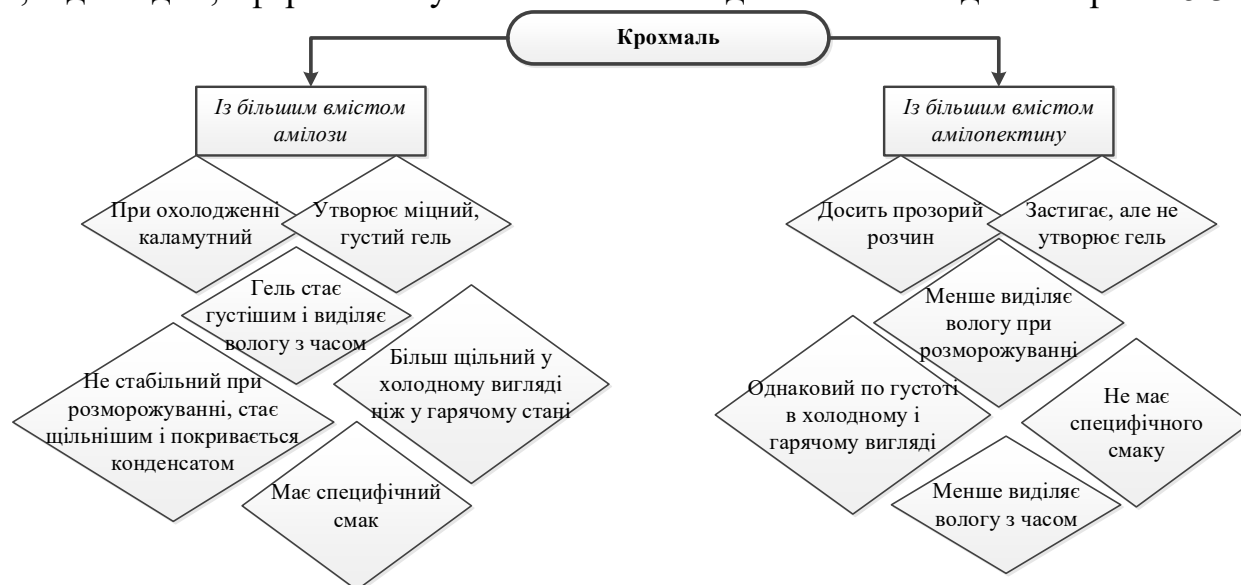 Крохмаль
Із більшим вмістом
амілози
Із більшим вмістом
амілопектину
При охолодженні
каламутний
Утворює міцний,
густий гель
Гель стає
густішим і виділяє
вологу з часом
Більш щільний у
холодному вигляді
ніж у гарячому стані
Не стабільний при
розморожуванні, стає
щільнішим і покривається
конденсатом
Має специфічний
смак
Досить прозорий
розчин
Застигає, але не
утворює гель
Менше виділяє
вологу при
розморожуванні
Однаковий по густоті
в холодному і
гарячому вигляді
Не має
специфічного
смаку
Менше виділяє
вологу з часом